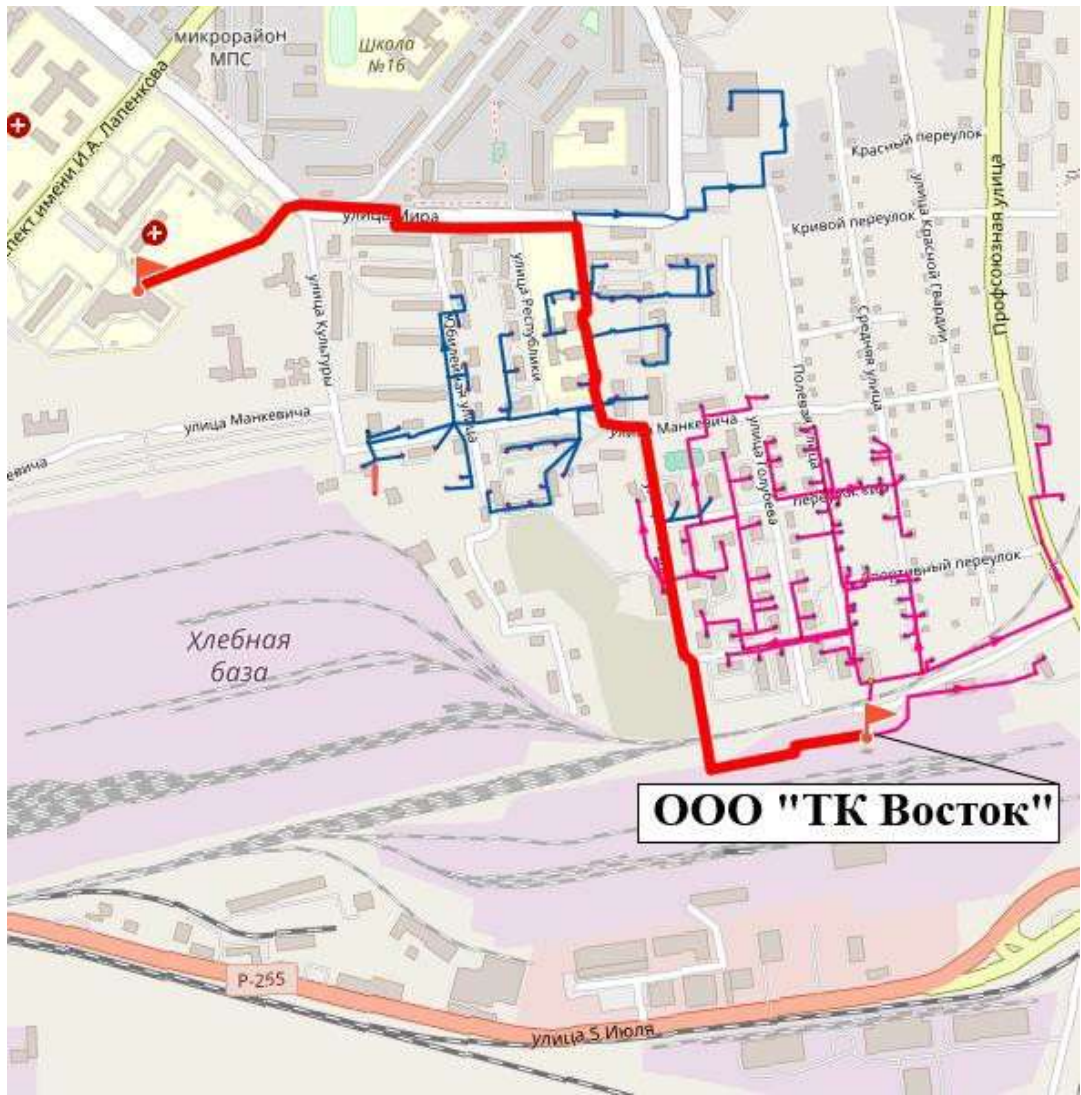 микрорайон
МПС
Школа
№16
пект имени И.А. Лапенкова
Красный переулок
Кривой переулок
улица Красной Гвардии
Профсоюзная улица
улица Мира
улица Культуры
Юбилейная улица
улица Республики
Средняя улица
Полевая улица
улица Манкевича
улица Манкевича
улица Голубева
кевича
Спортивный переулок
Хлебная
база
ООО "ТК Восток"
Р-255
улица 5 Июля